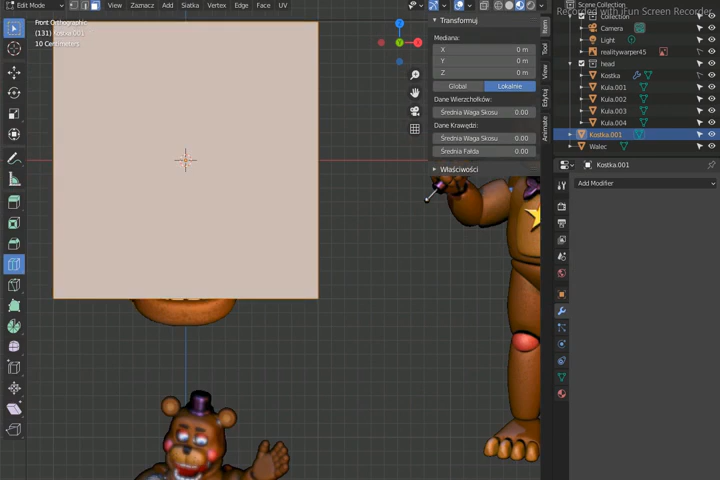 Edit Mode
View
Zaznacz
Add
Siatka
Vertex
Edge
Face
UV
Front Orthographic
(131) Kostka.001
10 Centimeters
Transformuj
Mediana:
X 0 m
Y 0 m
Z 0 m
Global Lokalnie
Dane Wierzchołków:
Średnia Waga Skosu 0.00
Dane Krawędzi:
Średnia Waga Skosu 0.00
Średnia Fałda 0.00
Właściwości
Item
Tool
View
Edytuj
Animate
Recorded with iFun Screen Recorder
Scene Collection
Collection
Camera
Light
realitywarper45
head
Kostka
Kula.001
Kula.002
Kula.003
Kula.004
Kostka.001
Walec
Kostka.001
Add Modifier